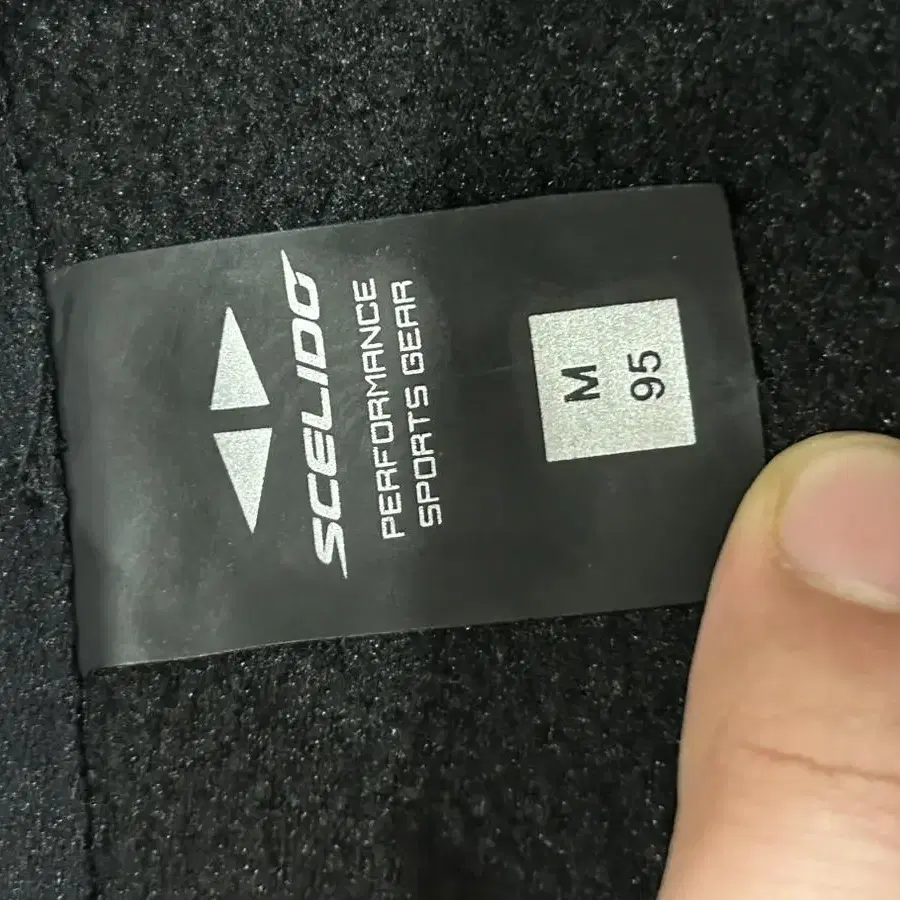 SCELIDO
PERFORMANCE
SPORTS GEAR
M
95